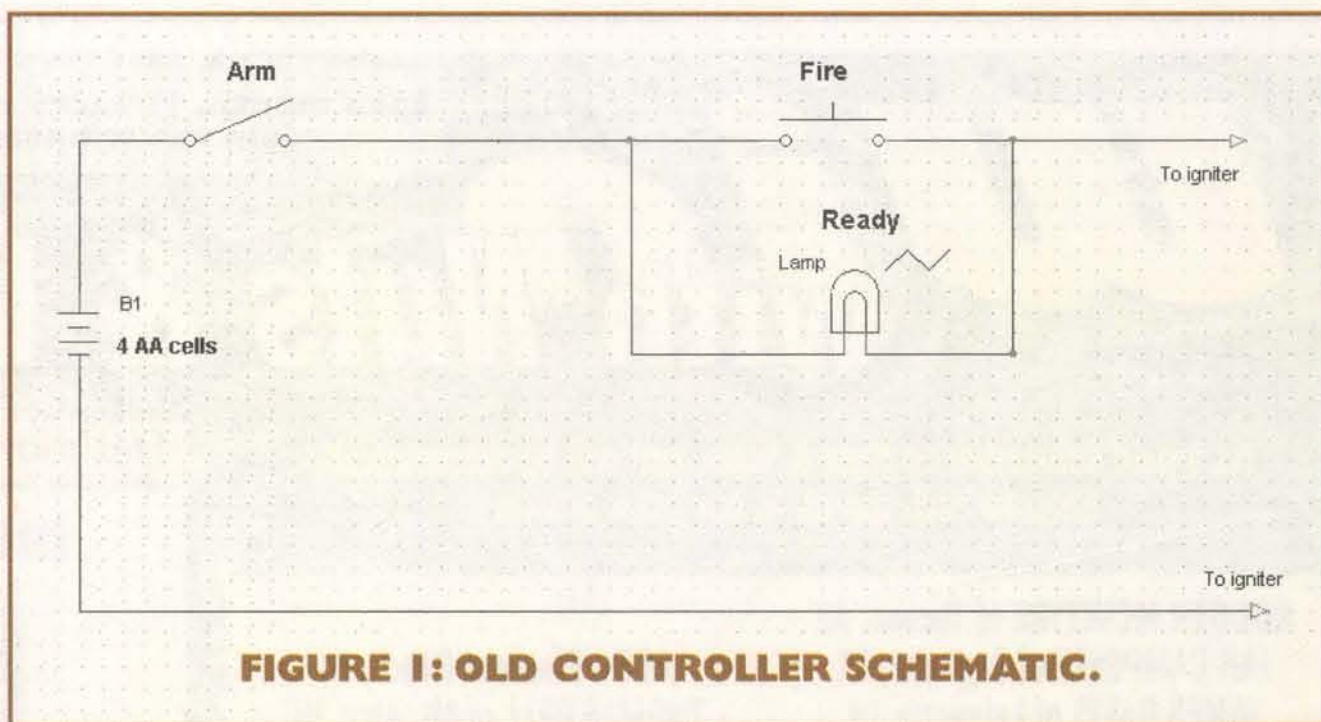 Arm
Fire
To igniter
Ready
Lamp
B1
4 AA cells
To igniter
FIGURE 1: OLD CONTROLLER SCHEMATIC.